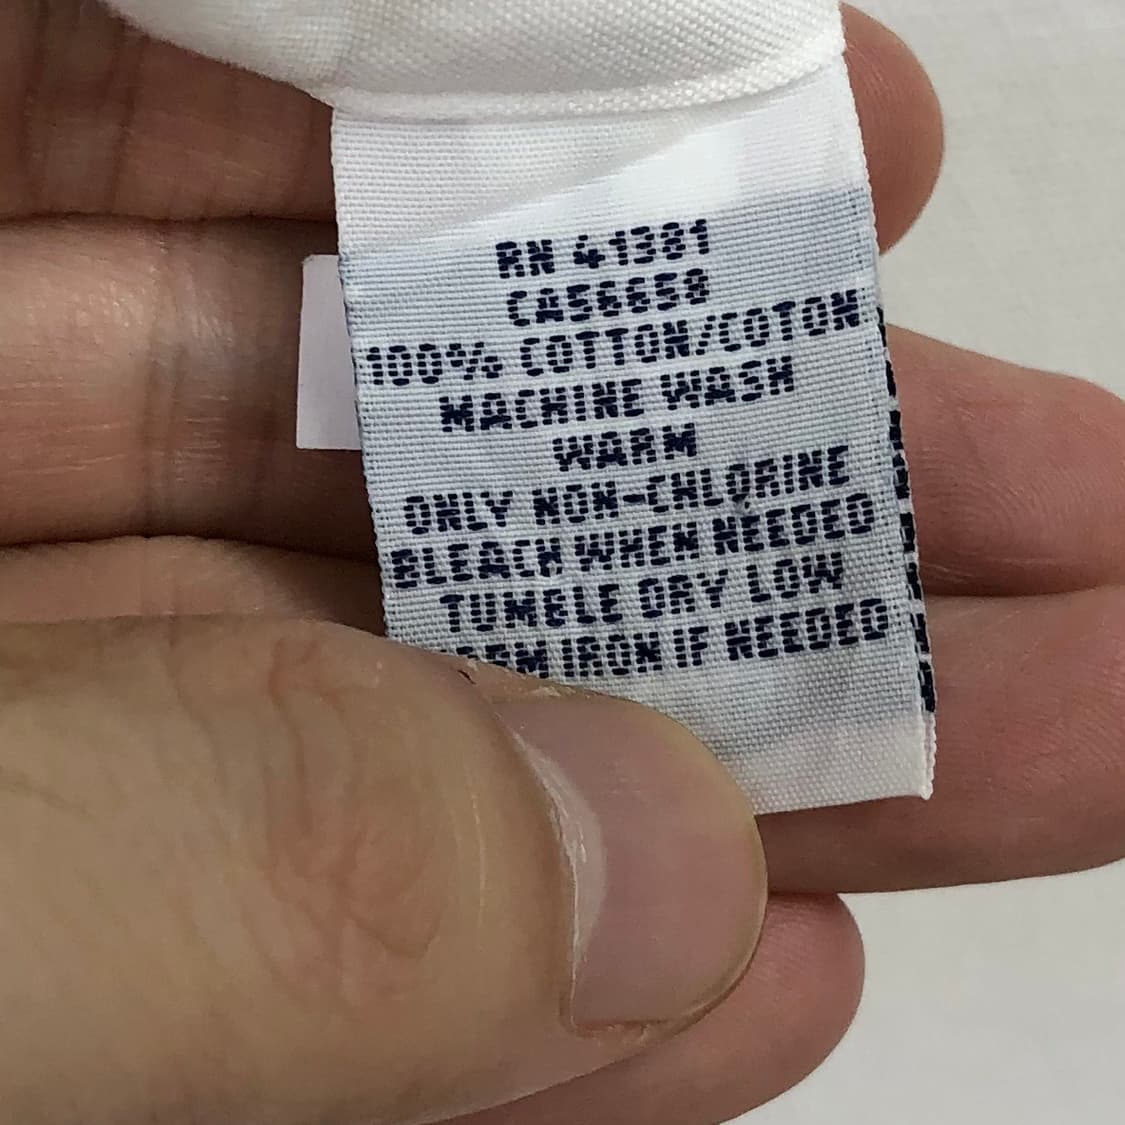 RN 41381
CA56658
100% COTTON/COTON
MACHINE WASH
WARM
ONLY NON-CHLORINE
BLEACH WHEN NEEDED
TUMBLE DRY LOW
IRON IF NEEDED